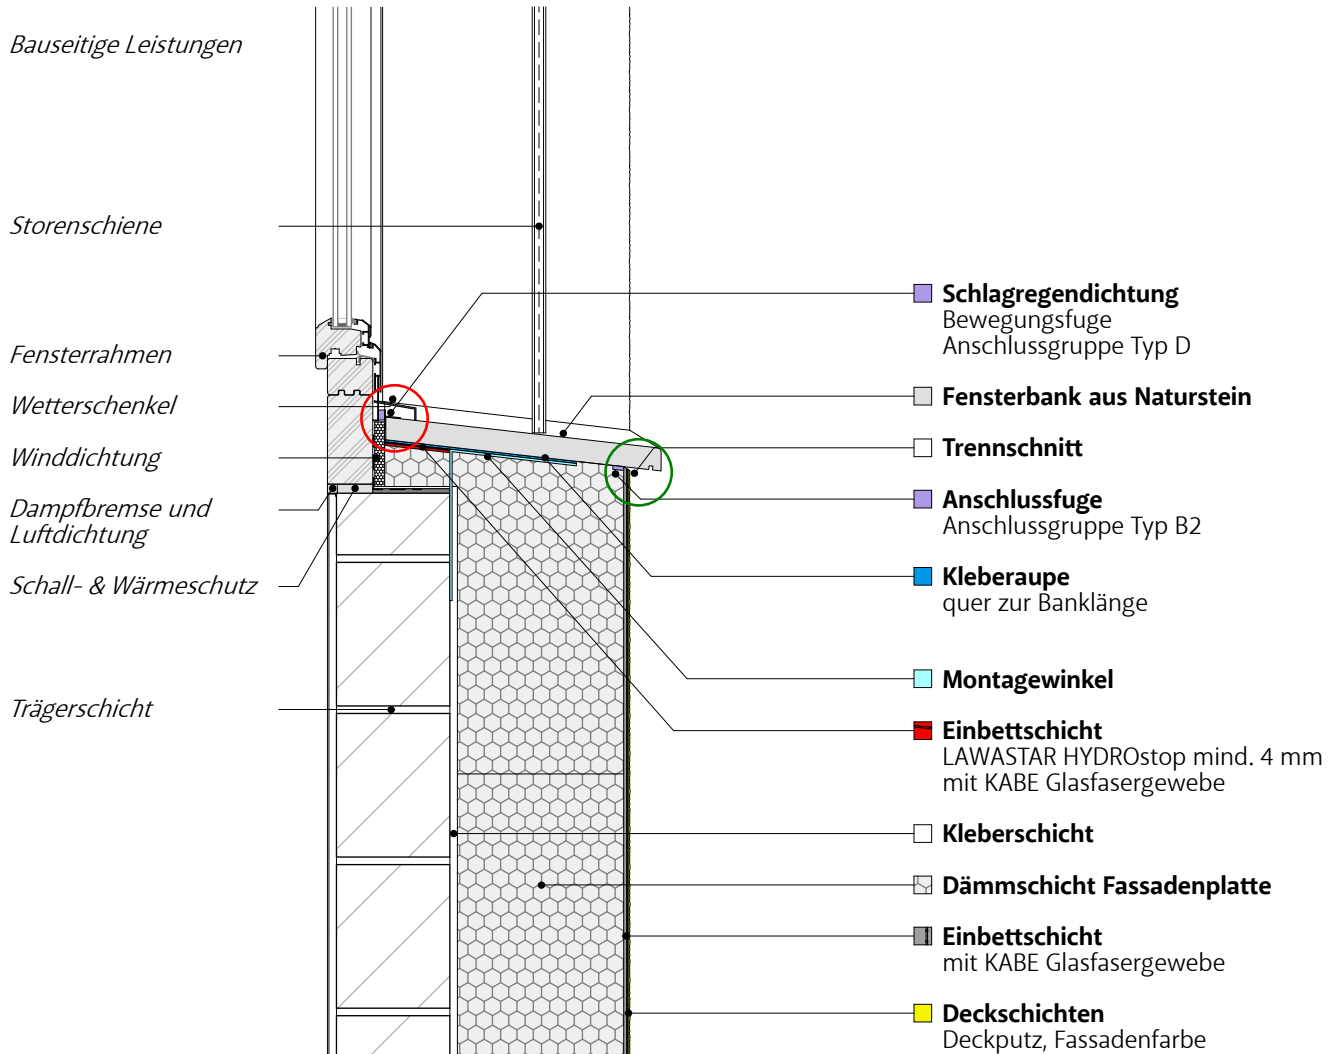 Bauseitige Leistungen
Storenschiene
Fensterrahmen
Wetterschenkel
Winddichtung
Dampfbremse und
Luftdichtung
Schall- & Wärmeschutz
Trägerschicht
Schlagregendichtung
Bewegungsfuge
Anschlussgruppe Typ D
Fensterbank aus Naturstein
Trennschnitt
Anschlussfuge
Anschlussgruppe Typ B2
Kleberaupe
quer zur Banklänge
Montagewinkel
Einbettschicht
LAWASTAR HYDROstop mind. 4 mm
mit KABE Glasfasergewebe
Kleberschicht
Dämmschicht Fassadenplatte
Einbettschicht
mit KABE Glasfasergewebe
Deckschichten
Deckputz, Fassadenfarbe